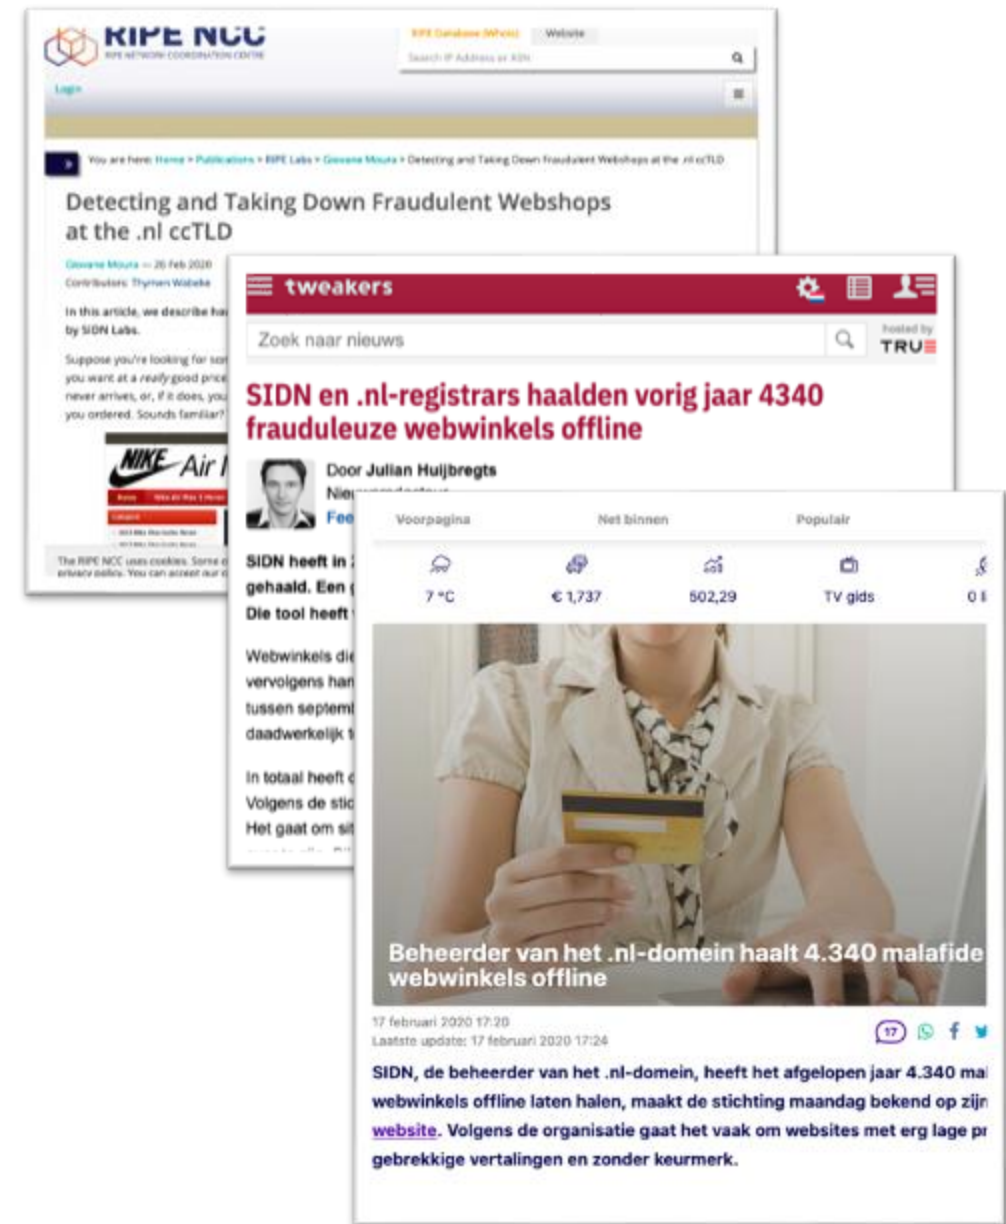 RIPE NCC
RIPE NETWORK COORDINATION CENTRE
RIPE Database (Whois) Website
Search IP Address or ASN
Login
You are here: Home > Publications > RIPE Labs > Giovane Moura > Detecting and Taking Down Fraudulent Webshops at the .nl ccTLD
Detecting and Taking Down Fraudulent Webshops
at the .nl ccTLD
Giovane Moura — 26 Feb 2020
Contributors: Thymen Wabeke
In this article, we describe
by SIDN Labs.
Suppose you're looking for
you want at a really good price
never arrives, or, if it does, you
you ordered. Sounds familiar?
NIKE Air
The RIPE NCC uses cookies. Some
privacy policy. You can accept our
tweakers
Zoek naar nieuws
hosted by
TRUE
SIDN en .nl-registrars haalden vorig jaar 4340
frauduleuze webwinkels offline
Door Julian Huijbregts
Fee
SIDN heeft in
gehaald. Een
Die tool heeft
Webwinkels die
vervolgens
tussen
daadwerkelijk
In totaal heeft
Volgens de
Het gaat om
Voorpagina Net binnen Populair
7 °C € 1,737 502,29 TV gids 0
Beheerder van het .nl-domein haalt 4.340 malafide
webwinkels offline
17 februari 2020 17:20
Laatste update: 17 februari 2020 17:24
17
SIDN, de beheerder van het .nl-domein, heeft het afgelopen jaar 4.340 mal
webwinkels offline laten halen, maakt de stichting maandag bekend op zijn
website. Volgens de organisatie gaat het vaak om websites met erg lage pr
gebrekkige vertalingen en zonder keurmerk.